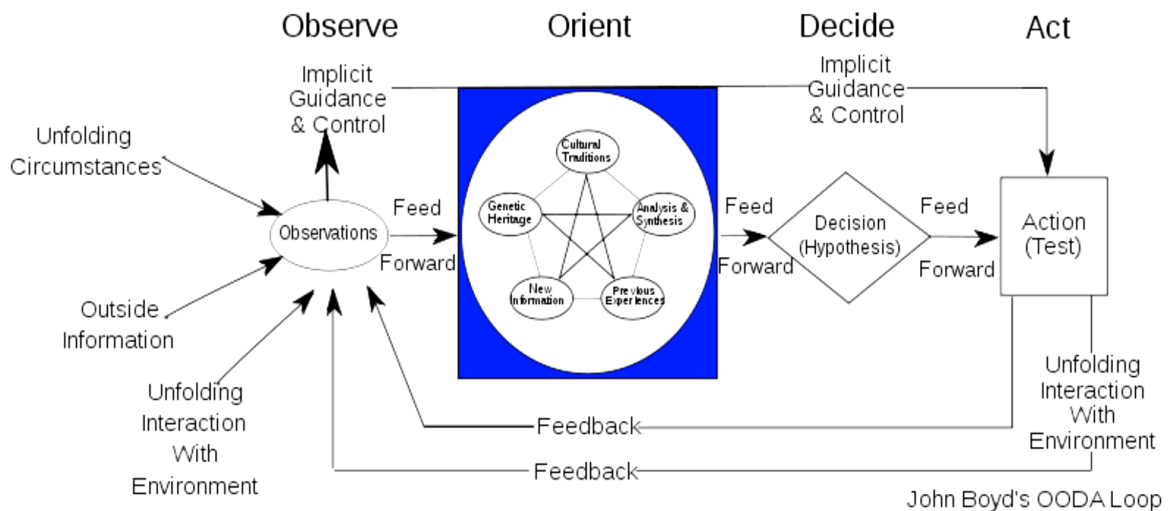 Observe
Orient
Decide
Act
Implicit
Guidance
& Control
Implicit
Guidance
& Control
Unfolding
Circumstances
Observations
Feed
Forward
Cultural
Traditions
Genetic
Heritage
Analysis &
Synthesis
New
Information
Previous
Experiences
Feed
Forward
Decision
(Hypothesis)
Feed
Forward
Action
(Test)
Outside
Information
Unfolding
Interaction
With
Environment
Unfolding
Interaction
With
Environment
Feedback
Feedback
John Boyd's OODA Loop